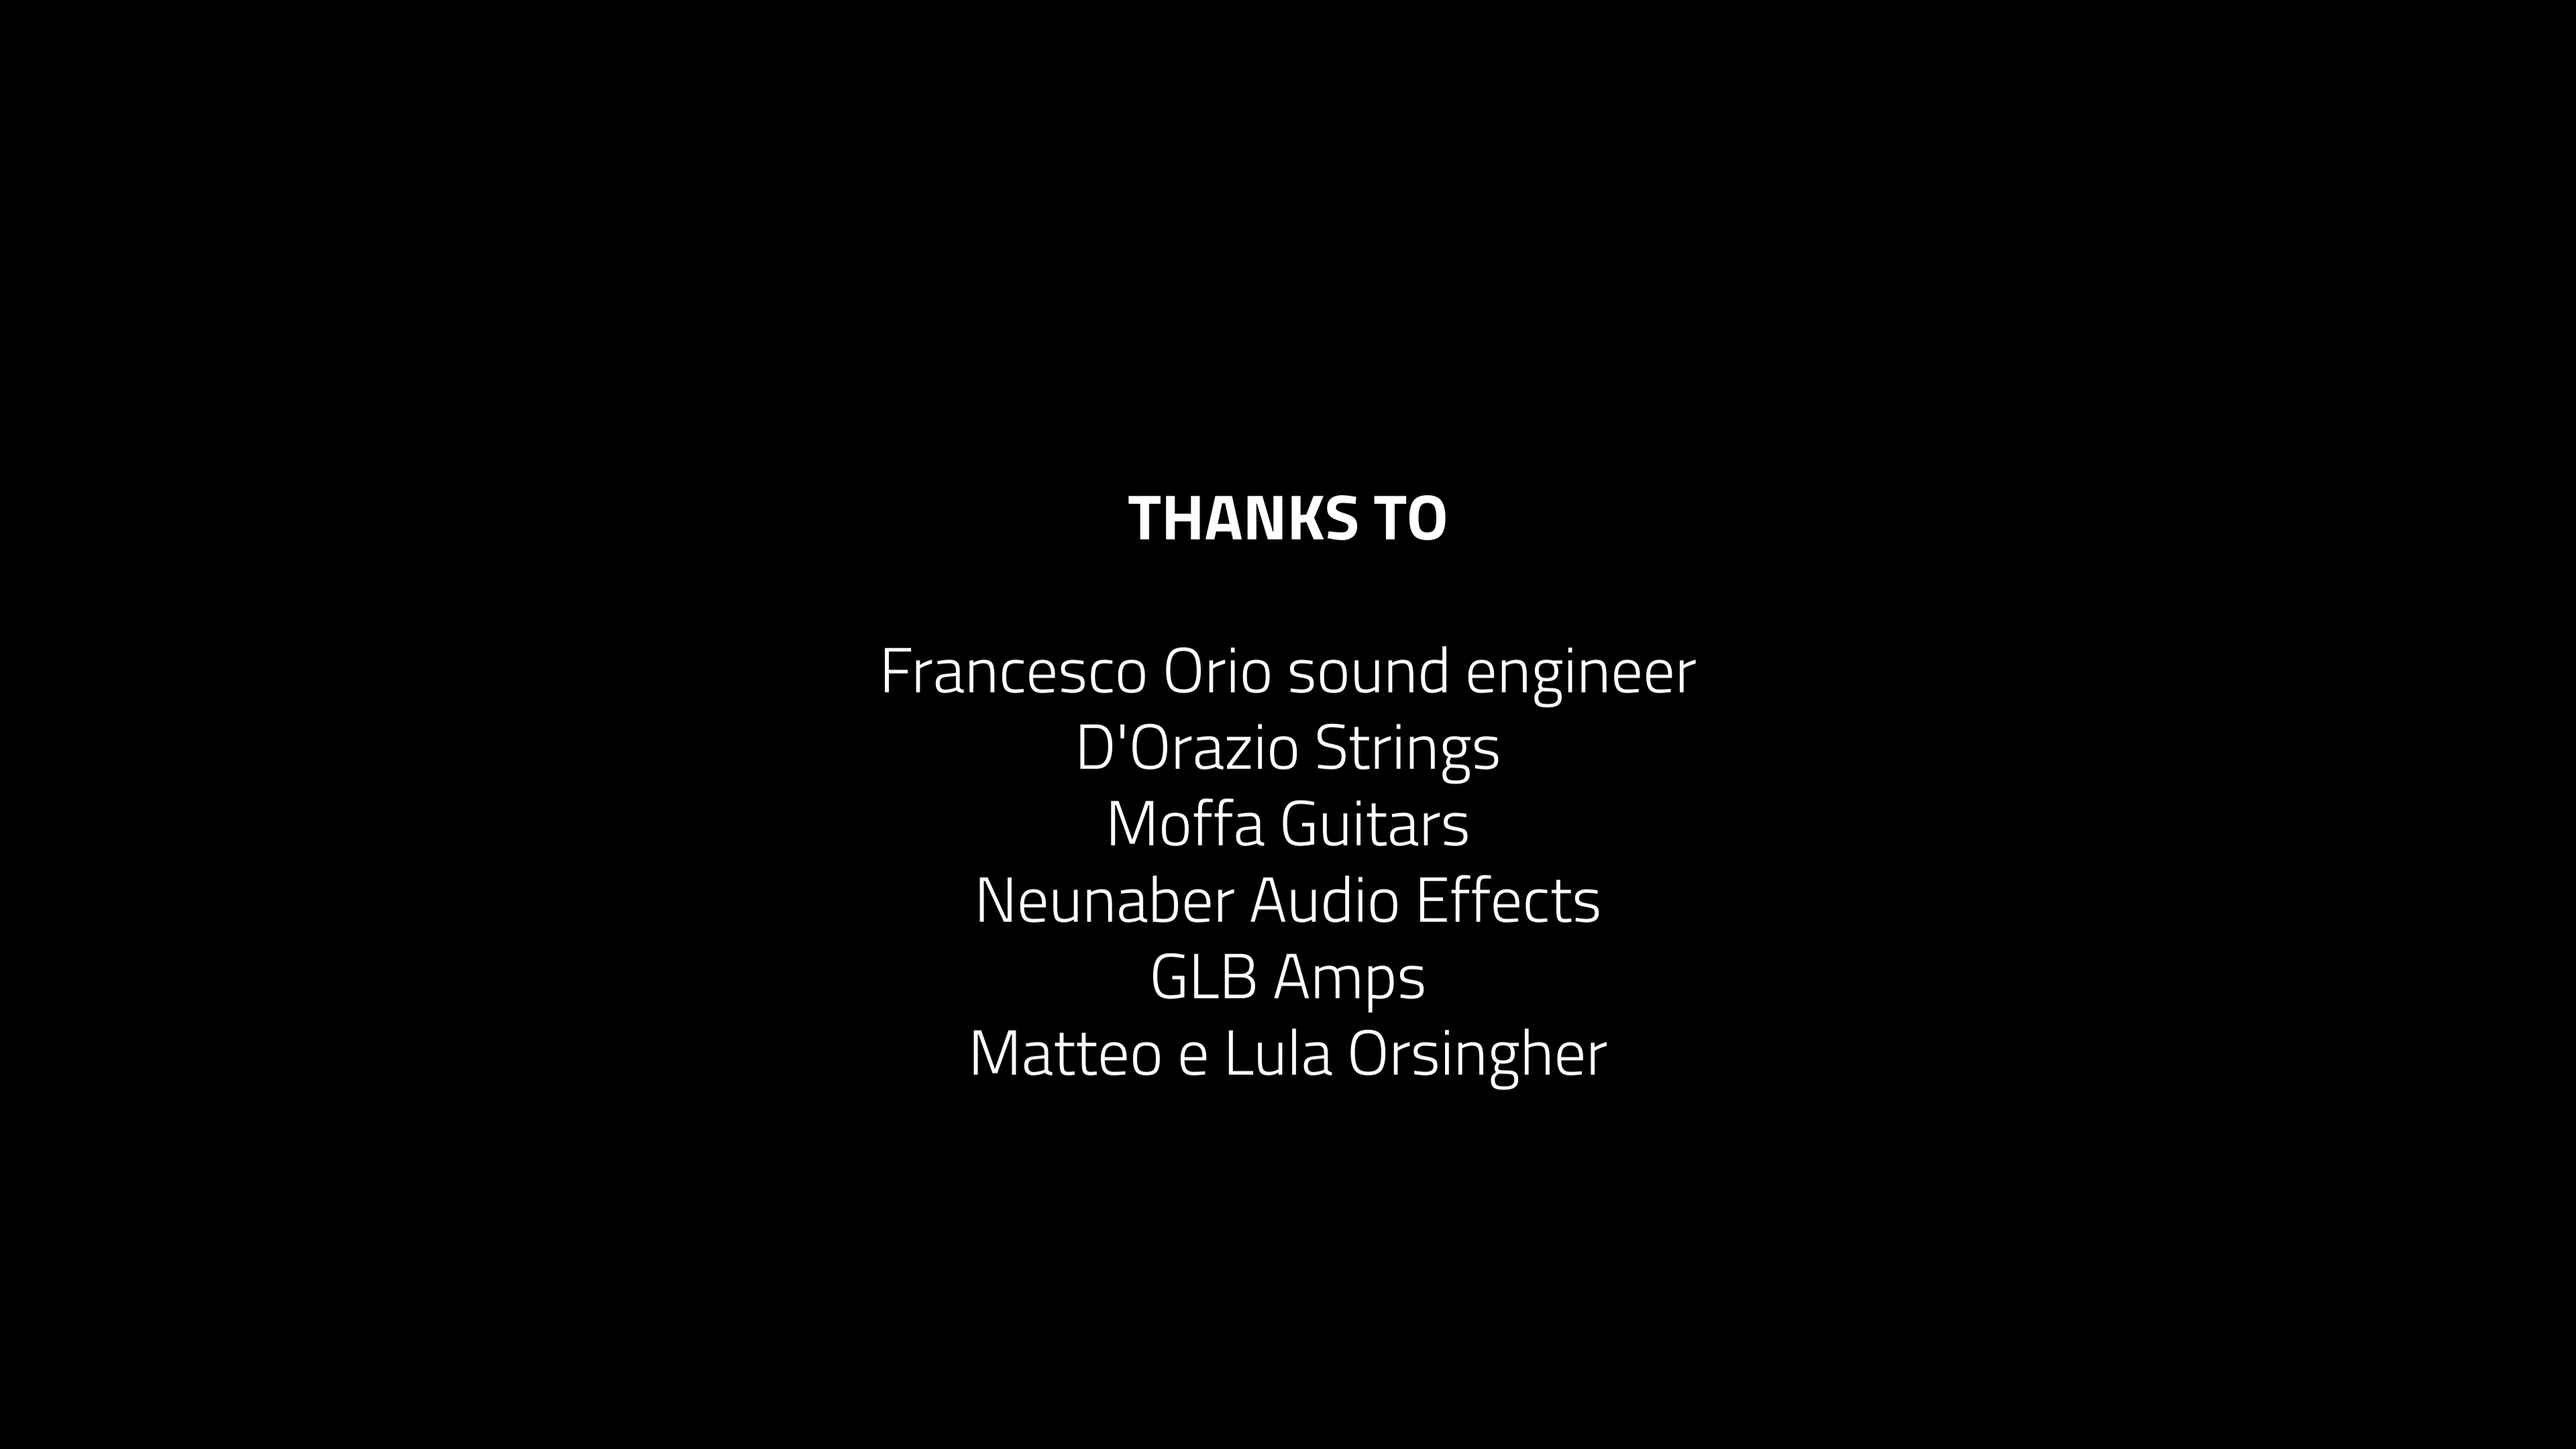 THANKS TO
Francesco Orio sound engineer
D'Orazio Strings
Moffa Guitars
Neunaber Audio Effects
GLB Amps
Matteo e Lula Orsingher